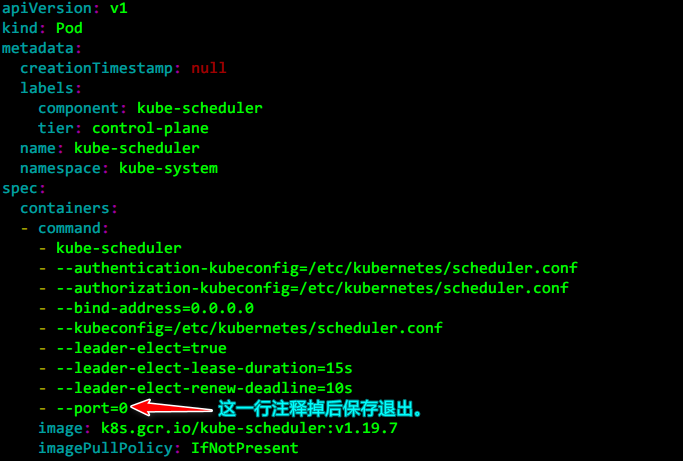 apiVersion: v1
kind: Pod
metadata:
  creationTimestamp: null
  labels:
    component: kube-scheduler
    tier: control-plane
  name: kube-scheduler
  namespace: kube-system
spec:
  containers:
  - command:
    - kube-scheduler
    - --authentication-kubeconfig=/etc/kubernetes/scheduler.conf
    - --authorization-kubeconfig=/etc/kubernetes/scheduler.conf
    - --bind-address=0.0.0.0
    - --kubeconfig=/etc/kubernetes/scheduler.conf
    - --leader-elect=true
    - --leader-elect-lease-duration=15s
    - --leader-elect-renew-deadline=10s
    - --port=0 这一行注释掉后保存退出。
    image: k8s.gcr.io/kube-scheduler:v1.19.7
    imagePullPolicy: IfNotPresent